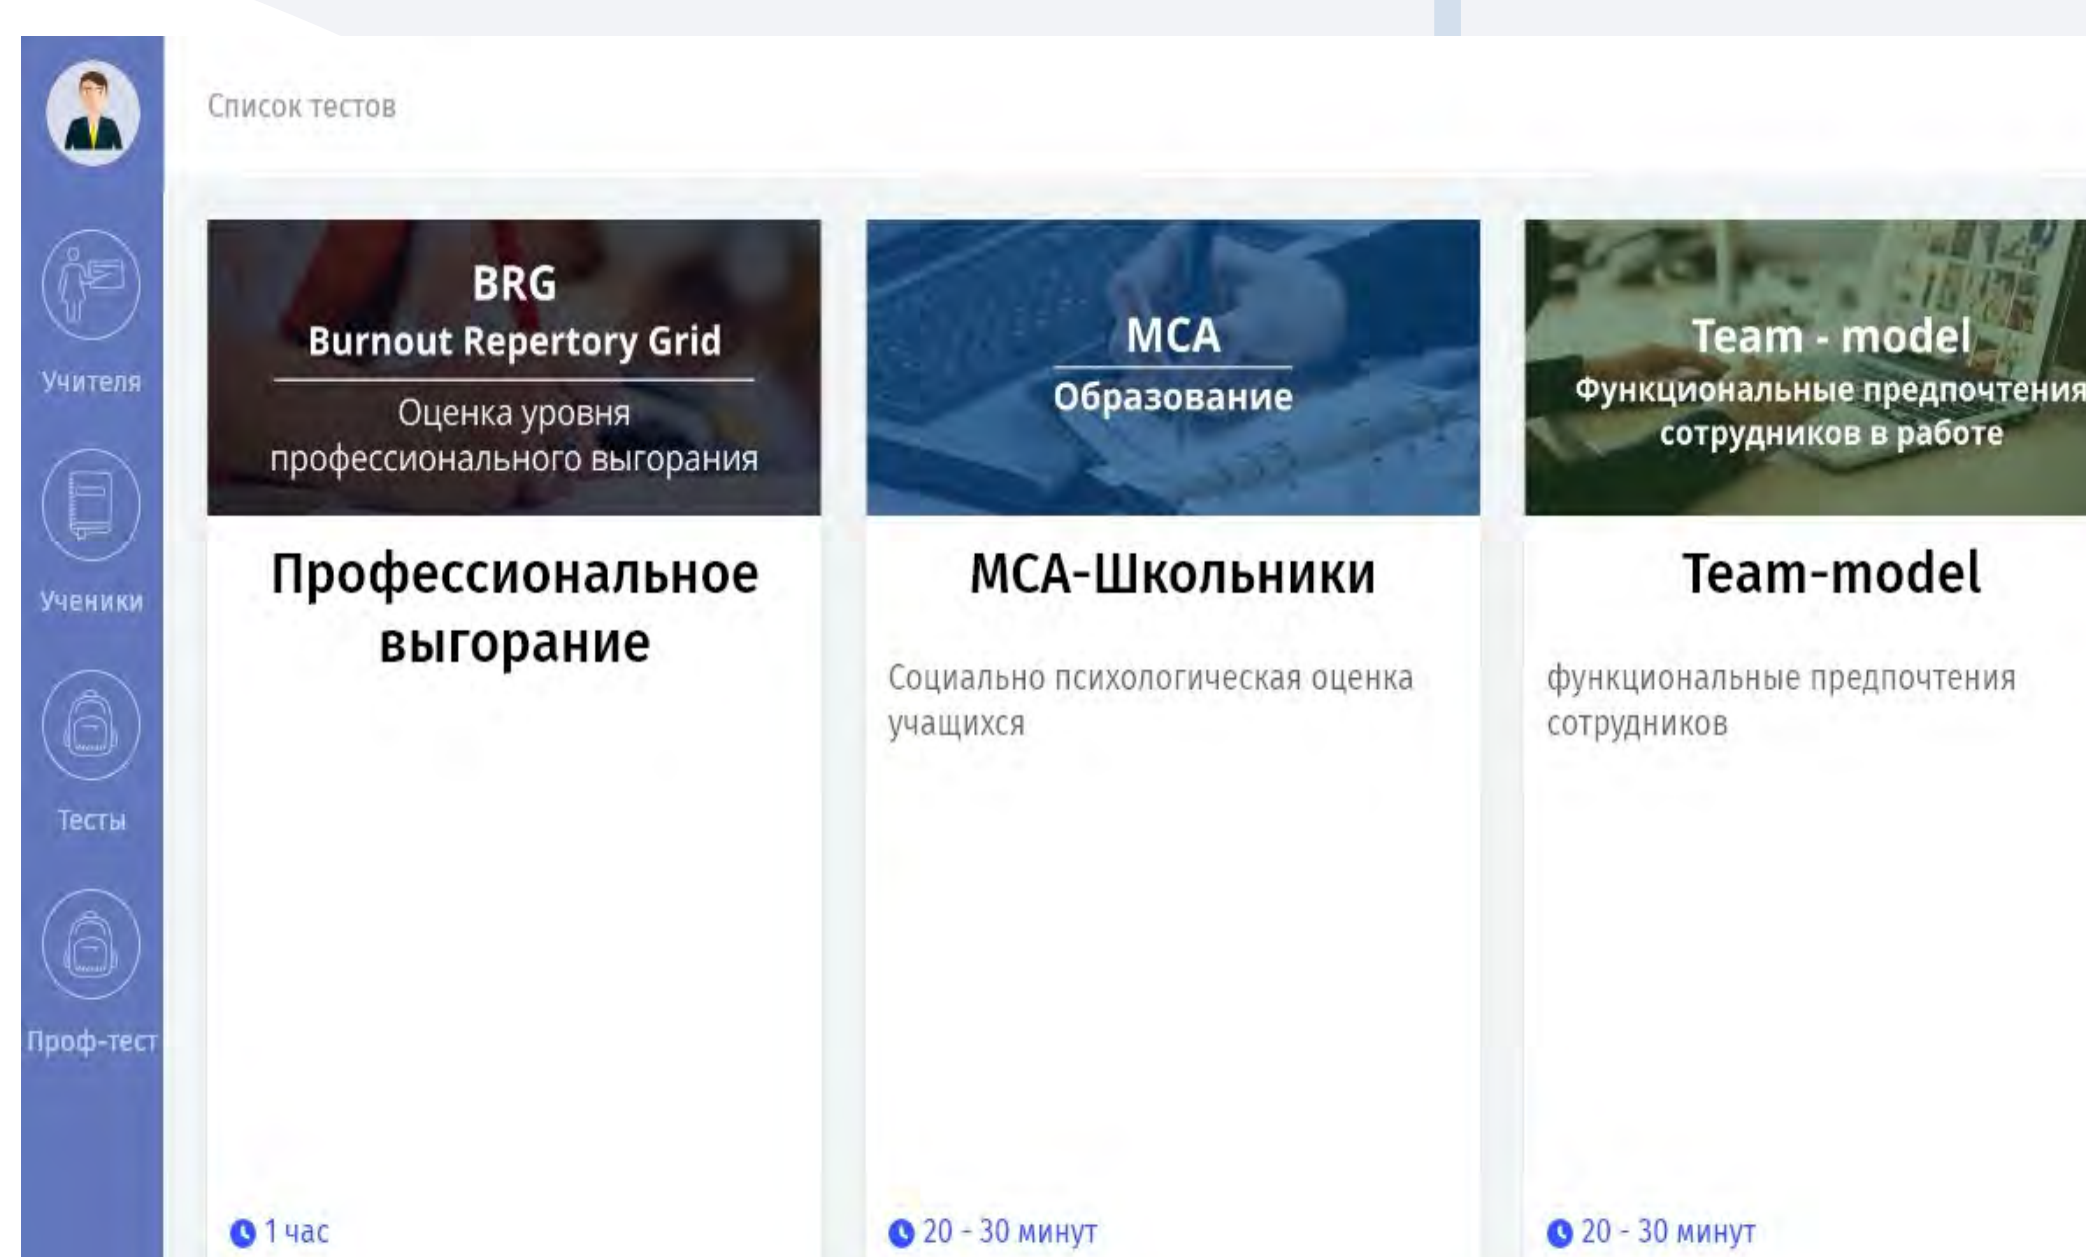 Список тестов
Учителя
Ученики
Тесты
Проф-тест
BRG
Burnout Repertory Grid
Оценка уровня
профессионального выгорания
Профессиональное
выгорание
1 час
МСА
Образование
МСА-Школьники
Социально психологическая оценка
учащихся
20 - 30 минут
Team - model
Функциональные предпочтения
сотрудников в работе
Team-model
функциональные предпочтения
сотрудников
20 - 30 минут